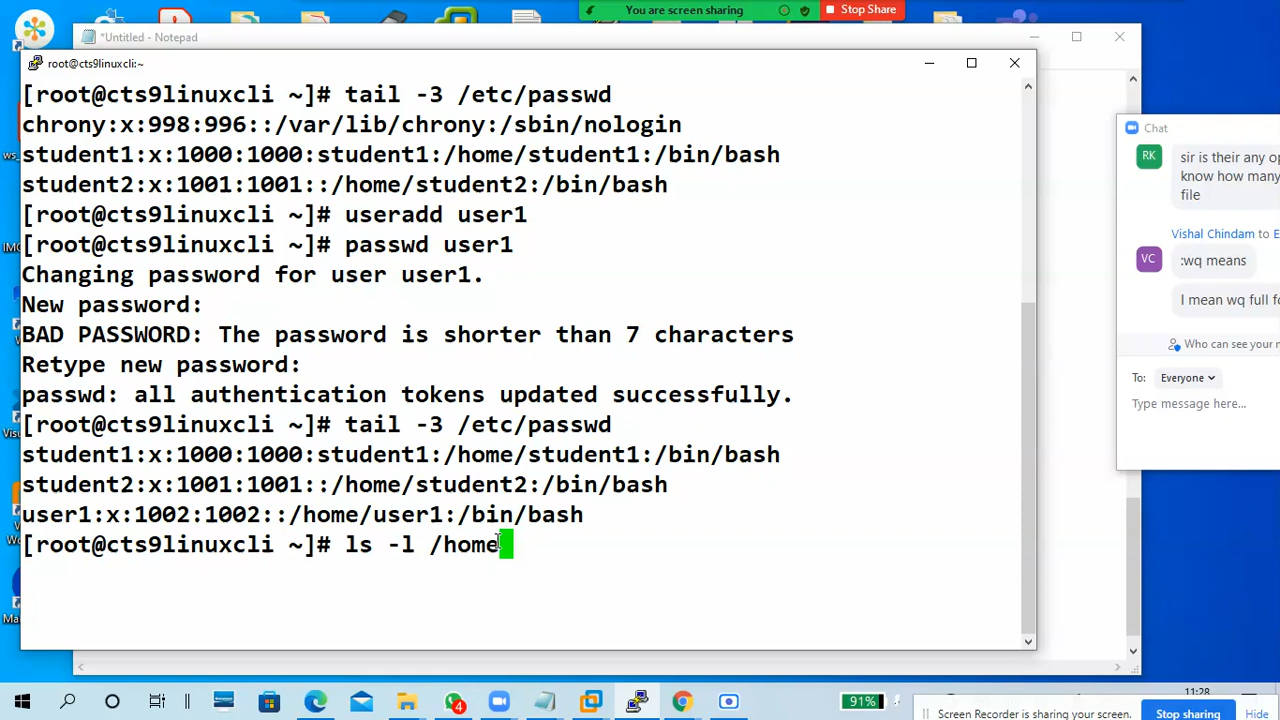 You are screen sharing
Stop Share
*Untitled - Notepad
root@cts9linuxcli:~
[root@cts9linuxcli ~]# tail -3 /etc/passwd
chrony:x:998:996::/var/lib/chrony:/sbin/nologin
student1:x:1000:1000:student1:/home/student1:/bin/bash
student2:x:1001:1001::/home/student2:/bin/bash
[root@cts9linuxcli ~]# useradd user1
[root@cts9linuxcli ~]# passwd user1
Changing password for user user1.
New password:
BAD PASSWORD: The password is shorter than 7 characters
Retype new password:
passwd: all authentication tokens updated successfully.
[root@cts9linuxcli ~]# tail -3 /etc/passwd
student1:x:1000:1000:student1:/home/student1:/bin/bash
student2:x:1001:1001::/home/student2:/bin/bash
user1:x:1002:1002::/home/user1:/bin/bash
[root@cts9linuxcli ~]# ls -l /home
Chat
RK
sir is their any op
know how many
file
Vishal Chindam to E
VC
:wq means
I mean wq full fo
Who can see your m
To: Everyone
Type message here...
4
91%
11:28
Screen Recorder is sharing your screen.
Stop sharing
Hide